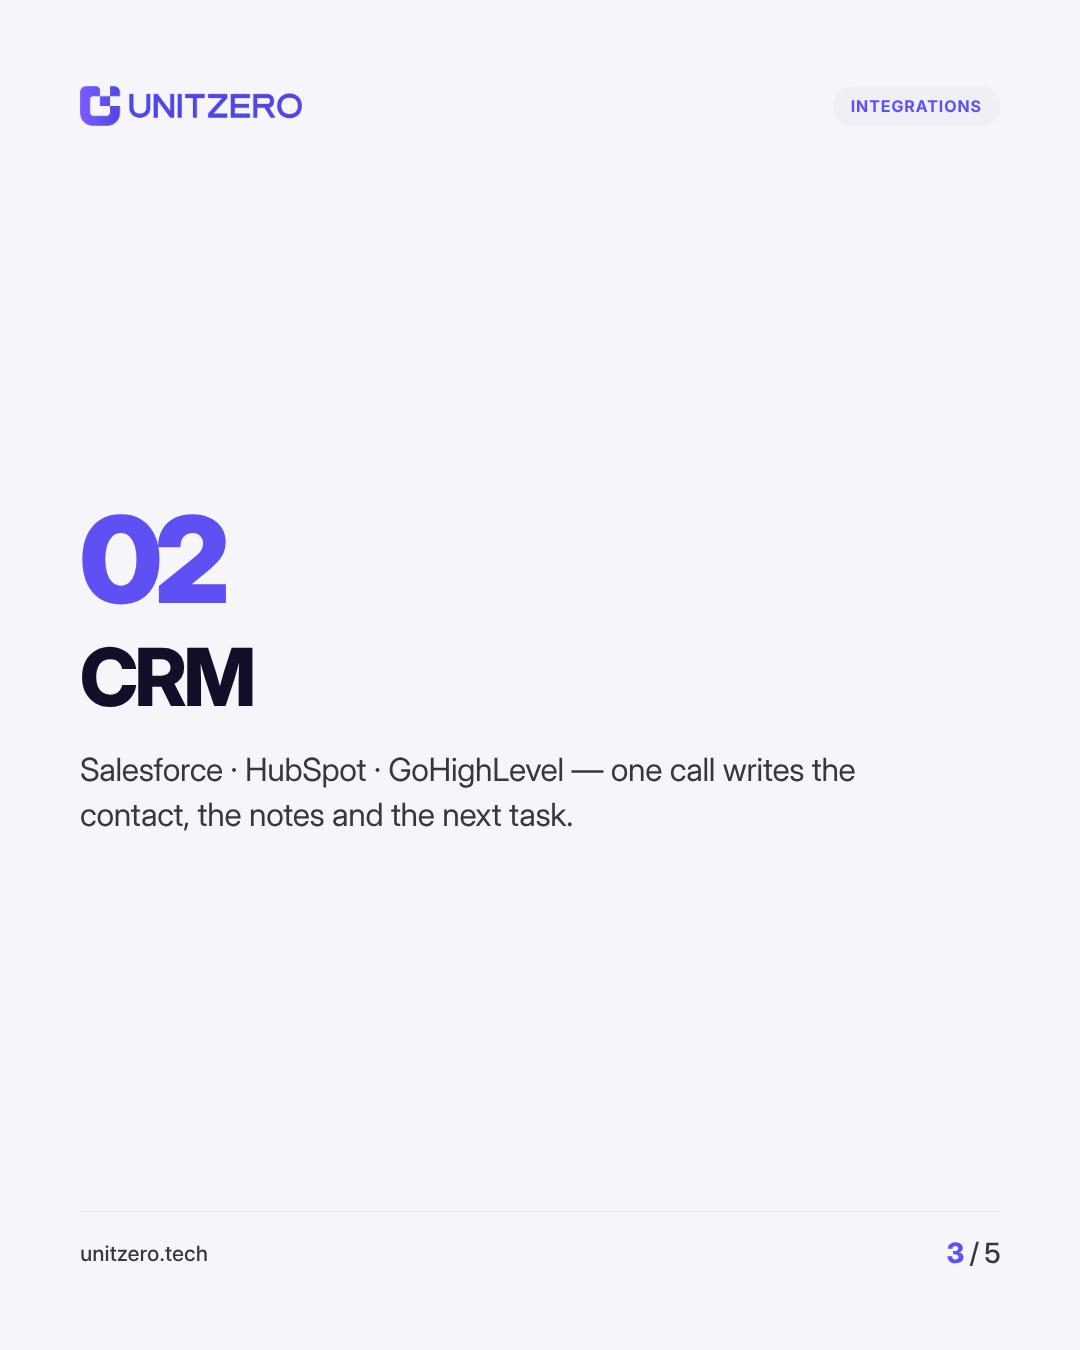 UNITZERO
INTEGRATIONS
02
CRM
Salesforce · HubSpot · GoHighLevel — one call writes the
contact, the notes and the next task.
unitzero.tech
3 / 5